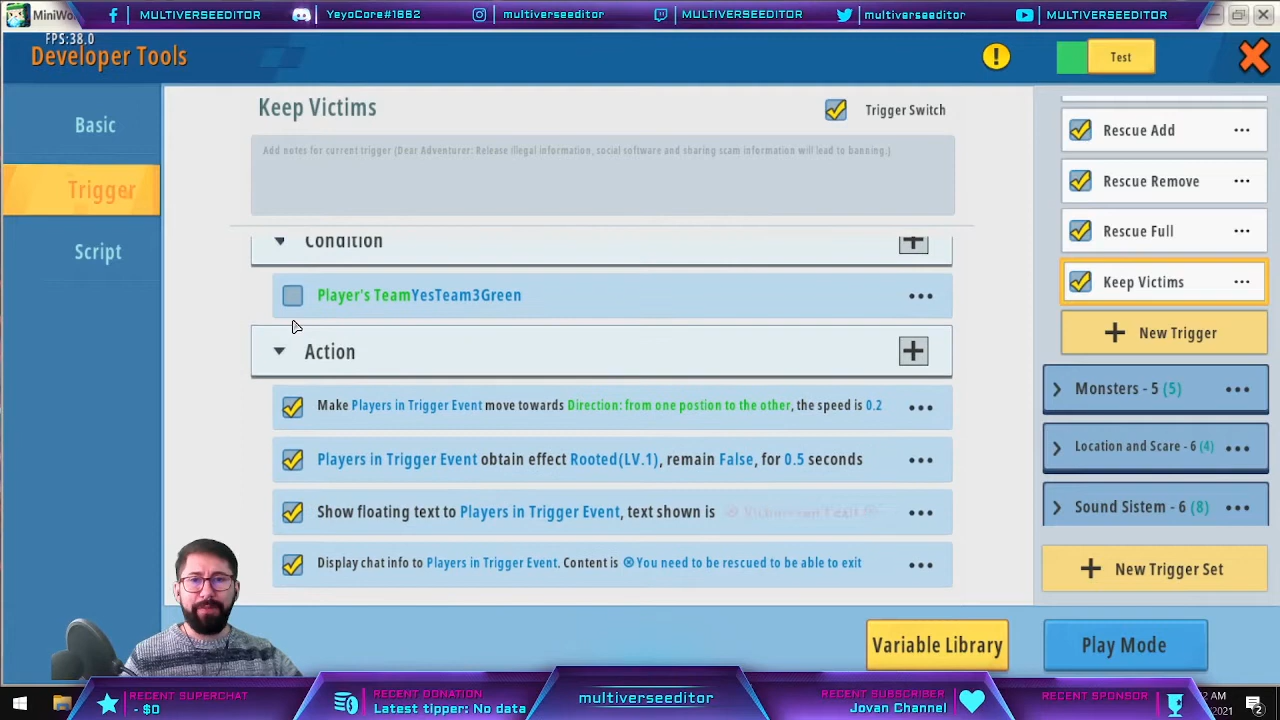 MiniWo
MULTIVERSEEDITOR
YeyoCore#1662
multiverseeditor
MULTIVERSEEDITOR
multiverseeditor
MULTIVERSEEDITOR
FPS:38.0
Developer Tools
!
Test
Basic
Trigger
Script
Keep Victims
Trigger Switch
Add notes for current trigger (Dear Adventurer: Release illegal information, social software and sharing scam information will lead to banning.)
Condition
Player's TeamYesTeam3Green
Action
Make Players in Trigger Event move towards Direction: from one postion to the other, the speed is 0.2
Players in Trigger Event obtain effect Rooted(LV.1), remain False, for 0.5 seconds
Show floating text to Players in Trigger Event, text shown is
Display chat info to Players in Trigger Event. Content is ⊗You need to be rescued to be able to exit
Rescue Add
Rescue Remove
Rescue Full
Keep Victims
New Trigger
Monsters - 5 (5)
Location and Scare - 6 (4)
Sound Sistem - 6 (8)
New Trigger Set
Variable Library
Play Mode
RECENT SUPERCHAT
- $0
RECENT DONATION
Latest tipper: No data
multiverseeditor
RECENT SUBSCRIBER
Jovan Channel
RECENT SPONSOR
2 AM
2021
2